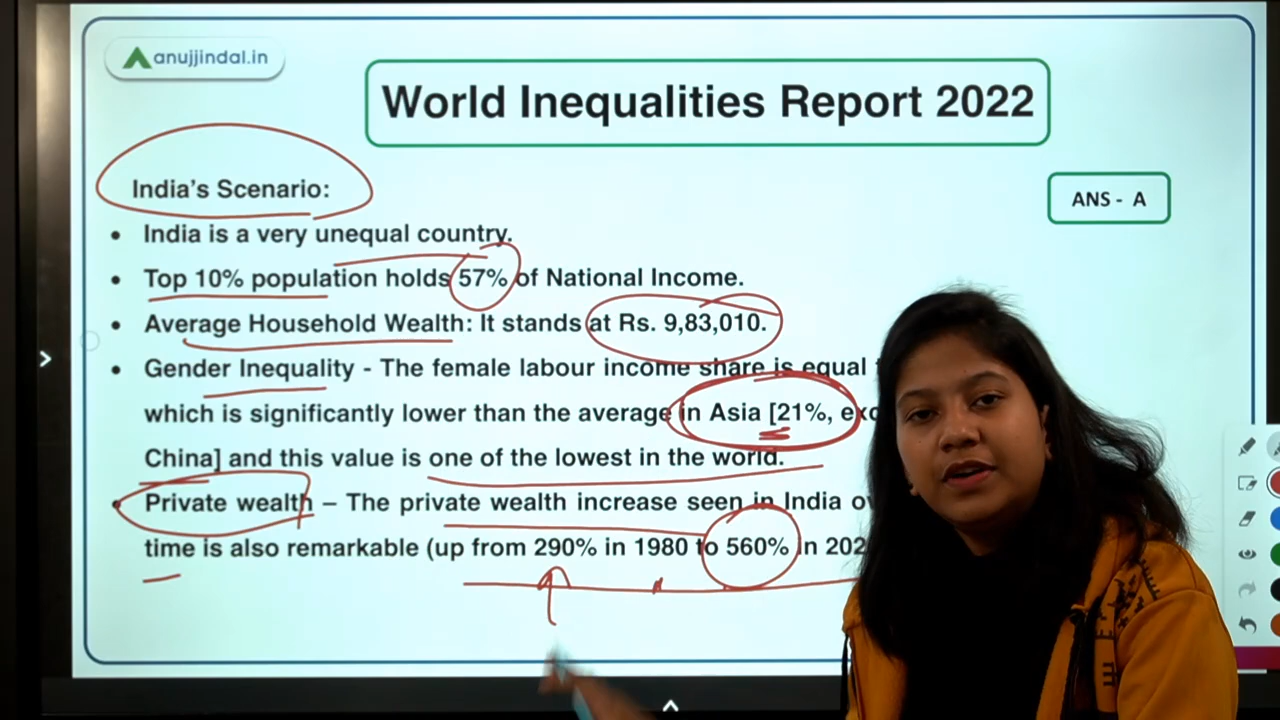 anujjindal.in
World Inequalities Report 2022
India's Scenario:
ANS - A
• India is a very unequal country.
• Top 10% population holds 57% of National Income.
• Average Household Wealth: It stands at Rs. 9,83,010.
• Gender Inequality - The female labour income share is equal
which is significantly lower than the average in Asia [21%,
China] and this value is one of the lowest in the world.
• Private wealth – The private wealth increase seen in India
time is also remarkable (up from 290% in 1980 to 560% in